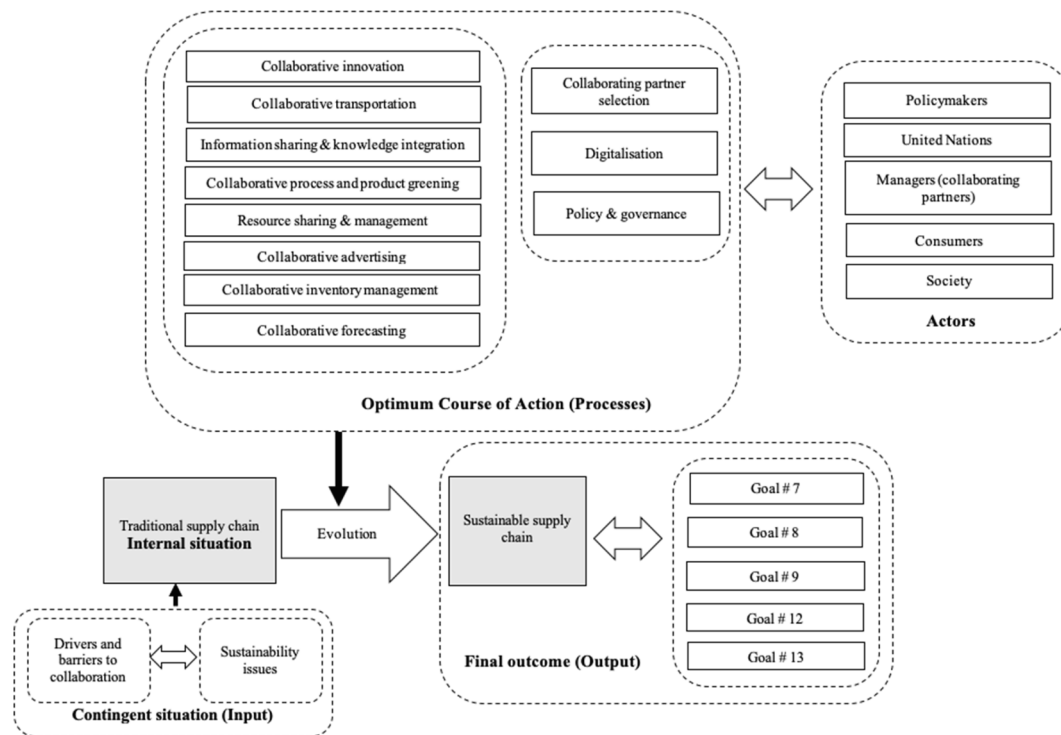 Collaborative innovation
Collaborative transportation
Information sharing & knowledge integration
Collaborative process and product greening
Resource sharing & management
Collaborative advertising
Collaborative inventory management
Collaborative forecasting
Collaborating partner
selection
Digitalisation
Policy & governance
Optimum Course of Action (Processes)
Policymakers
United Nations
Managers (collaborating
partners)
Consumers
Society
Actors
Traditional supply chain
Internal situation
Evolution
Sustainable supply
chain
Goal # 7
Goal # 8
Goal # 9
Goal # 12
Goal # 13
Final outcome (Output)
Drivers and
barriers to
collaboration
Sustainability
issues
Contingent situation (Input)